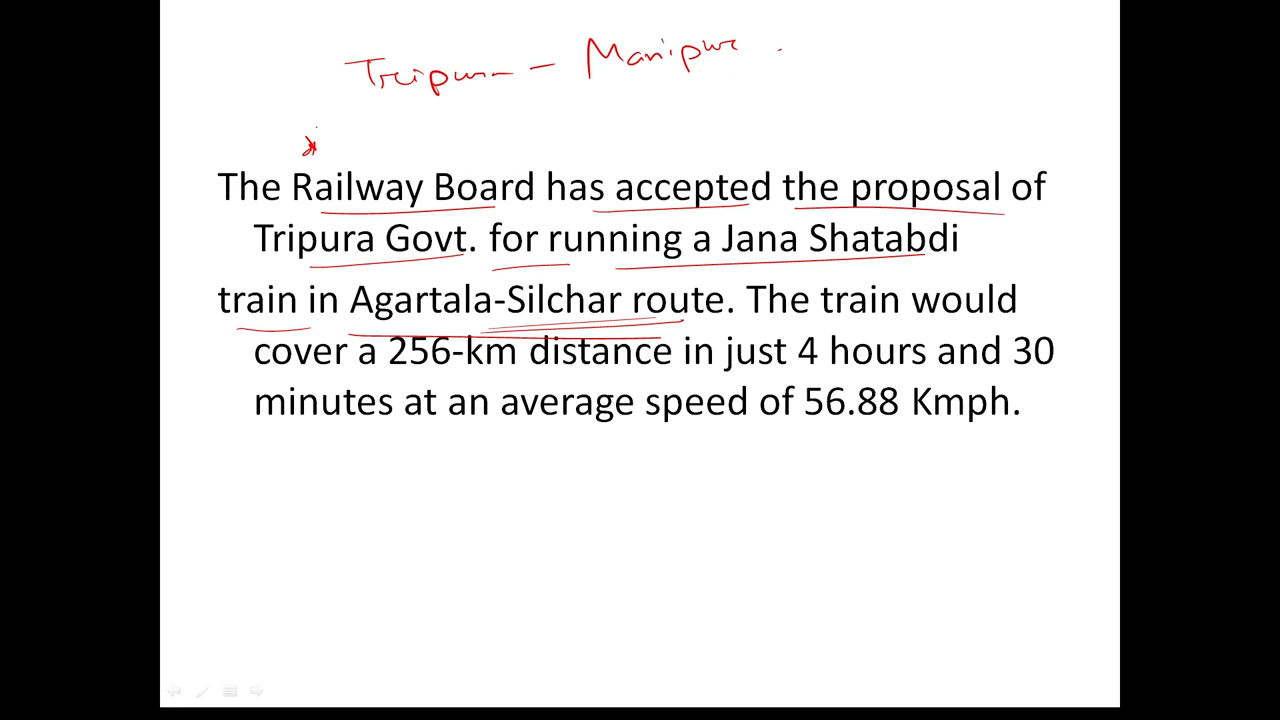 Tripura - Manipur
The Railway Board has accepted the proposal of
Tripura Govt. for running a Jana Shatabdi
train in Agartala-Silchar route. The train would
cover a 256-km distance in just 4 hours and 30
minutes at an average speed of 56.88 Kmph.